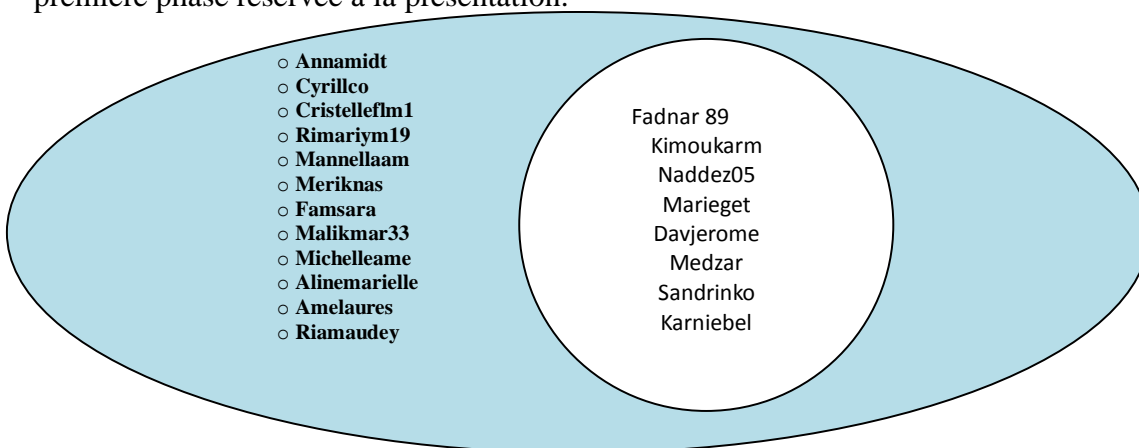 première phase réservée à la présentation.
○ Annamidt
○ Cyrillco
○ Cristelleflm1
○ Rimariym19
○ Mannellaam
○ Meriknas
○ Famsara
○ Malikmar33
○ Michelleame
○ Alinemarielle
○ Amelaures
○ Riamaudey
Fadnar 89
Kimoukarm
Naddez05
Marieget
Davjerome
Medzar
Sandrinko
Karniebel